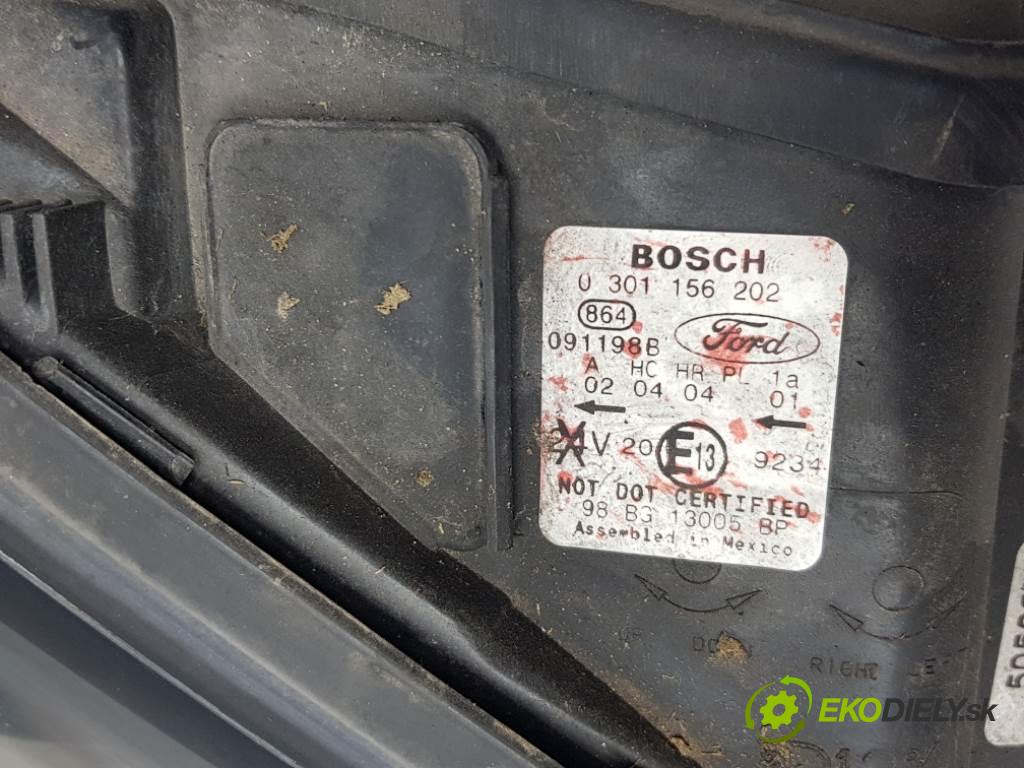 BOSCH
0 301 156 202
864
Ford
091198B
A HC HR PL 1a
02 04 04 01
24V 20 E13 9234
NOT DOT CERTIFIED
98 BG 13005 BP
Assembled in Mexico
UP
RIGHT
EKODIELY.sk